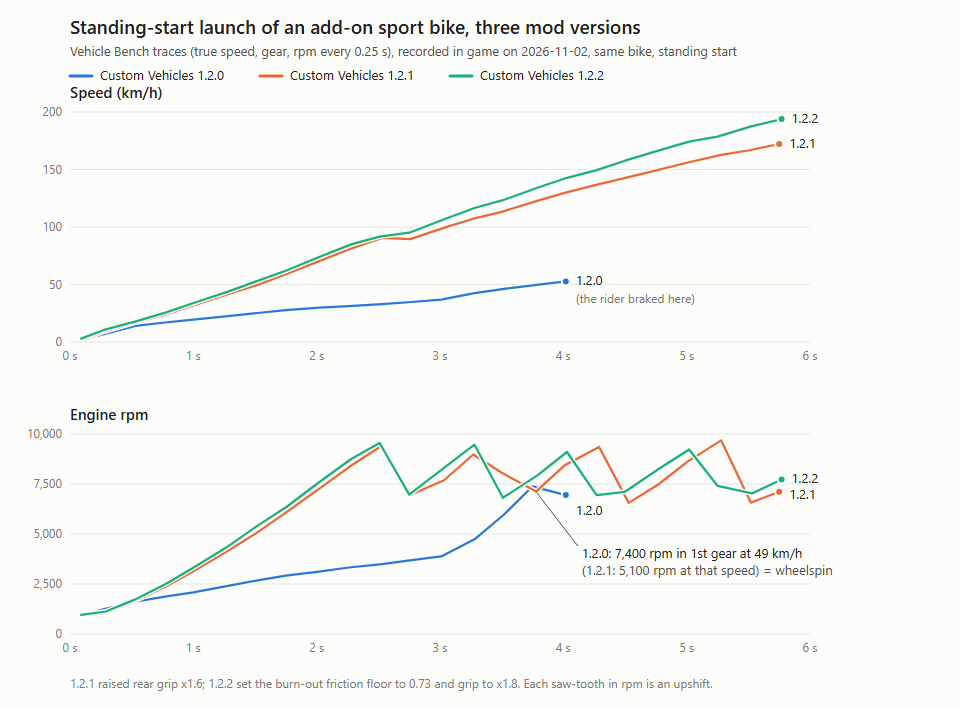 Standing-start launch of an add-on sport bike, three mod versions
Vehicle Bench traces (true speed, gear, rpm every 0.25 s), recorded in game on 2026-11-02, same bike, standing start
Custom Vehicles 1.2.0 Custom Vehicles 1.2.1 Custom Vehicles 1.2.2
Speed (km/h)
200
150
100
50
0
1.2.2
1.2.1
1.2.0
(the rider braked here)
0 s 1 s 2 s 3 s 4 s 5 s 6 s
Engine rpm
10,000
7,500
5,000
2,500
0
1.2.2
1.2.1
1.2.0
1.2.0: 7,400 rpm in 1st gear at 49 km/h
(1.2.1: 5,100 rpm at that speed) = wheelspin
0 s 1 s 2 s 3 s 4 s 5 s 6 s
1.2.1 raised rear grip x1.6; 1.2.2 set the burn-out friction floor to 0.73 and grip to x1.8. Each saw-tooth in rpm is an upshift.